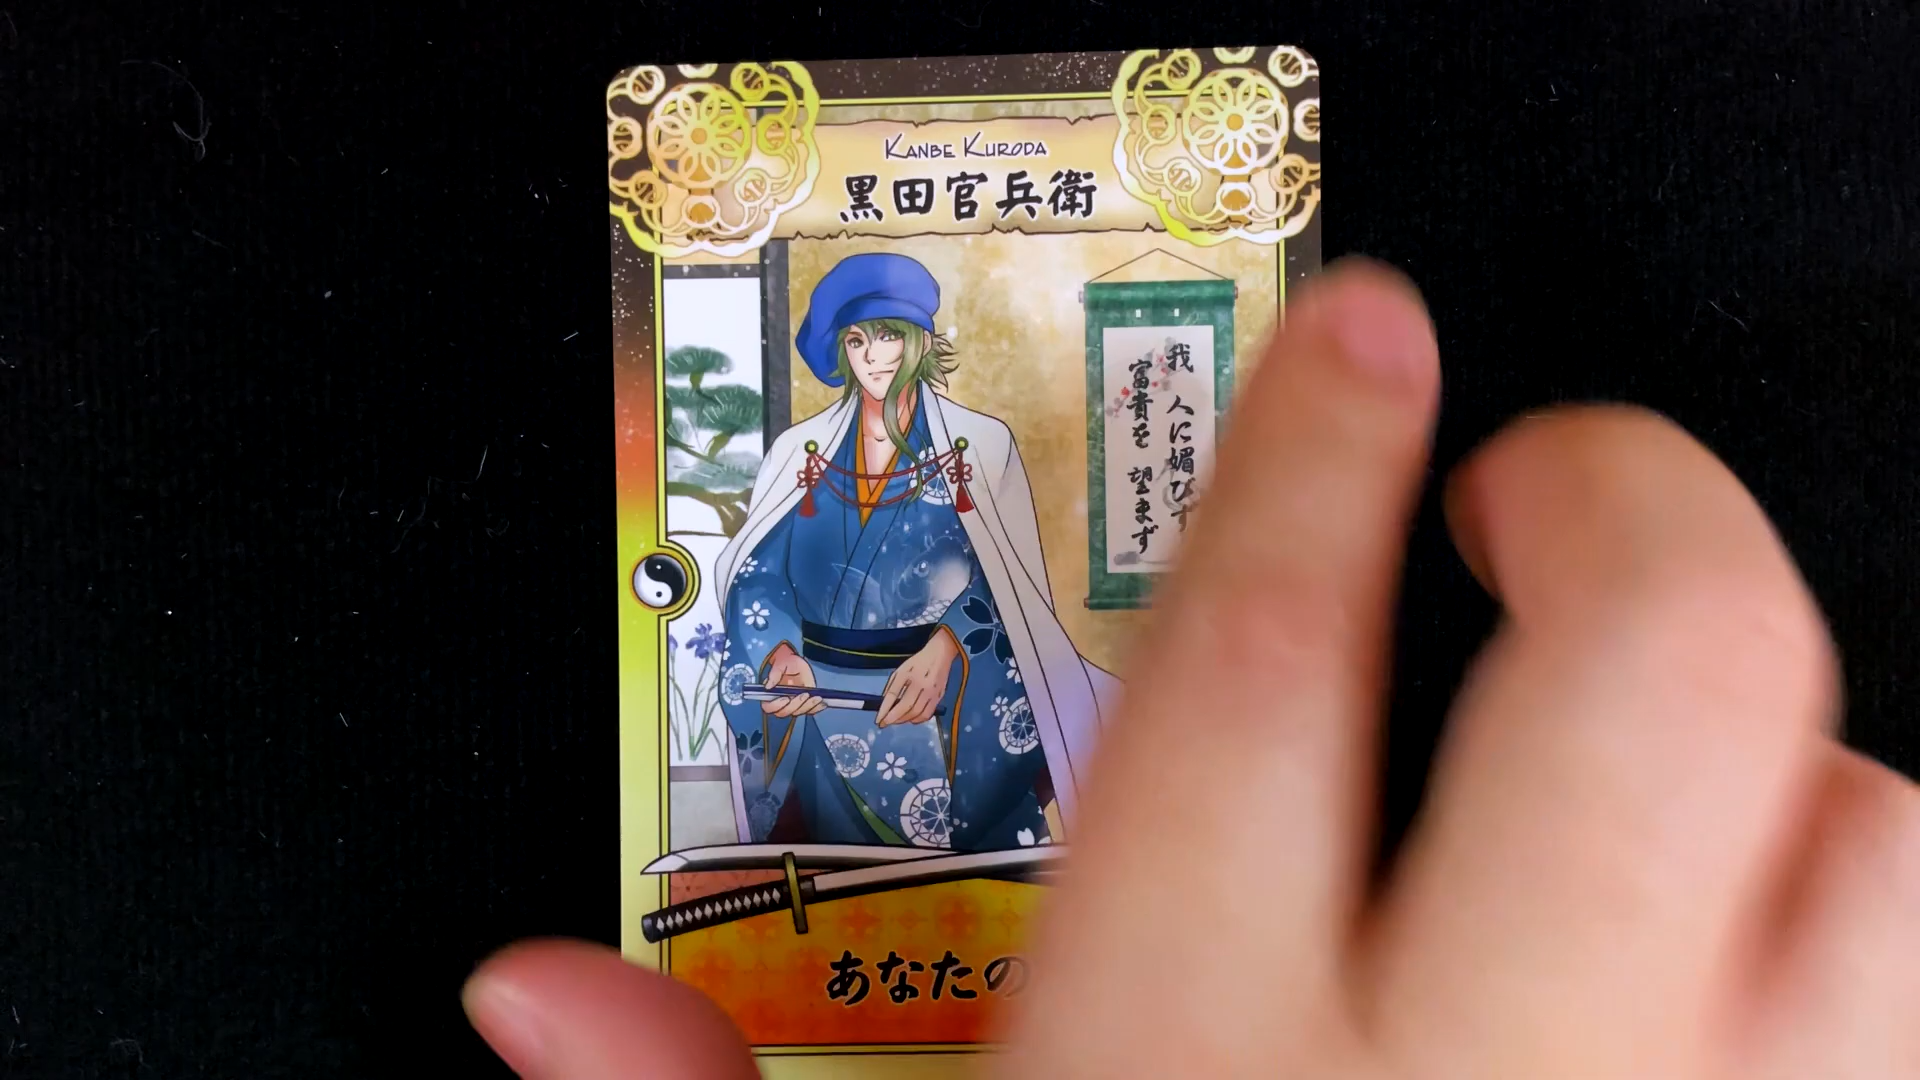 Kanbe Kuroda
黒田官兵衛
我 人に媚びず
富貴を 望まず
あなたの